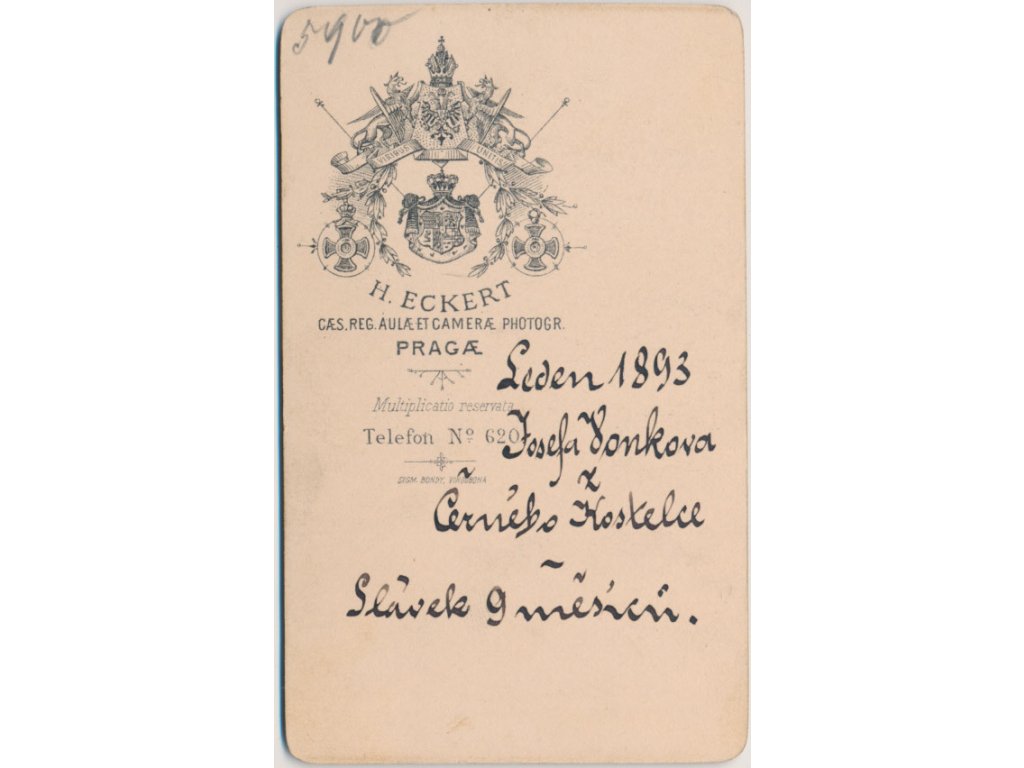 5900
VIRIBUS UNITIS
H. ECKERT
CÆS. REG. AULÆ ET CAMERÆ PHOTOGR.
PRAGÆ
Leden 1893
Multiplicatio reservata
Telefon Nº 620
Josefa Vonkova
z
SIGM. BONDY, VINDOBONA
Černého Kostelce
Slávek 9 měsíců.